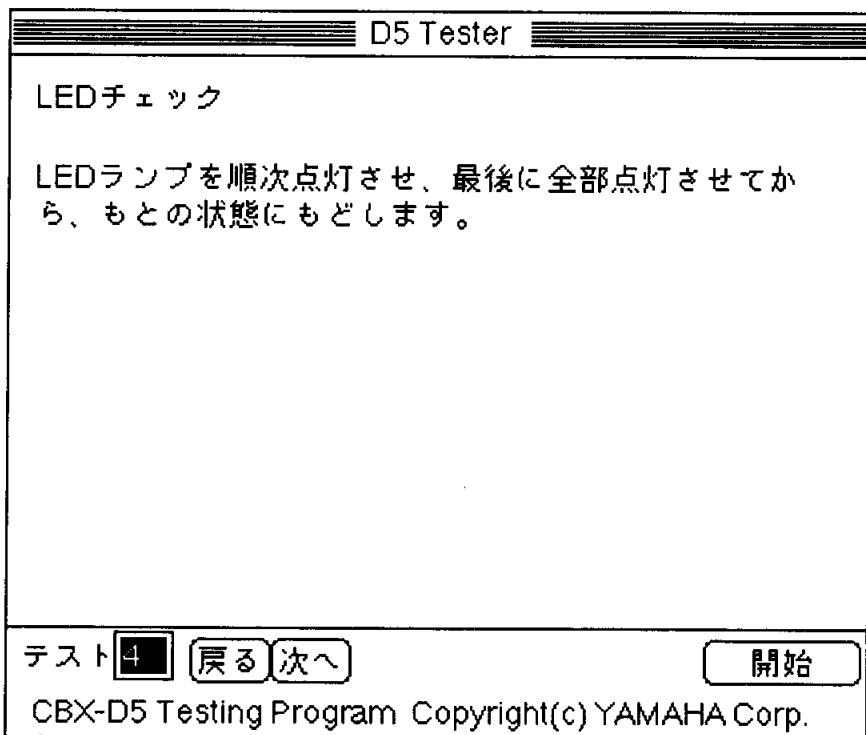 D5 Tester
LEDチェック
LEDランプを順次点灯させ、最後に全部点灯させてか
ら、もとの状態にもどします。
テスト 4 戻る 次へ 開始
CBX-D5 Testing Program Copyright(c) YAMAHA Corp.